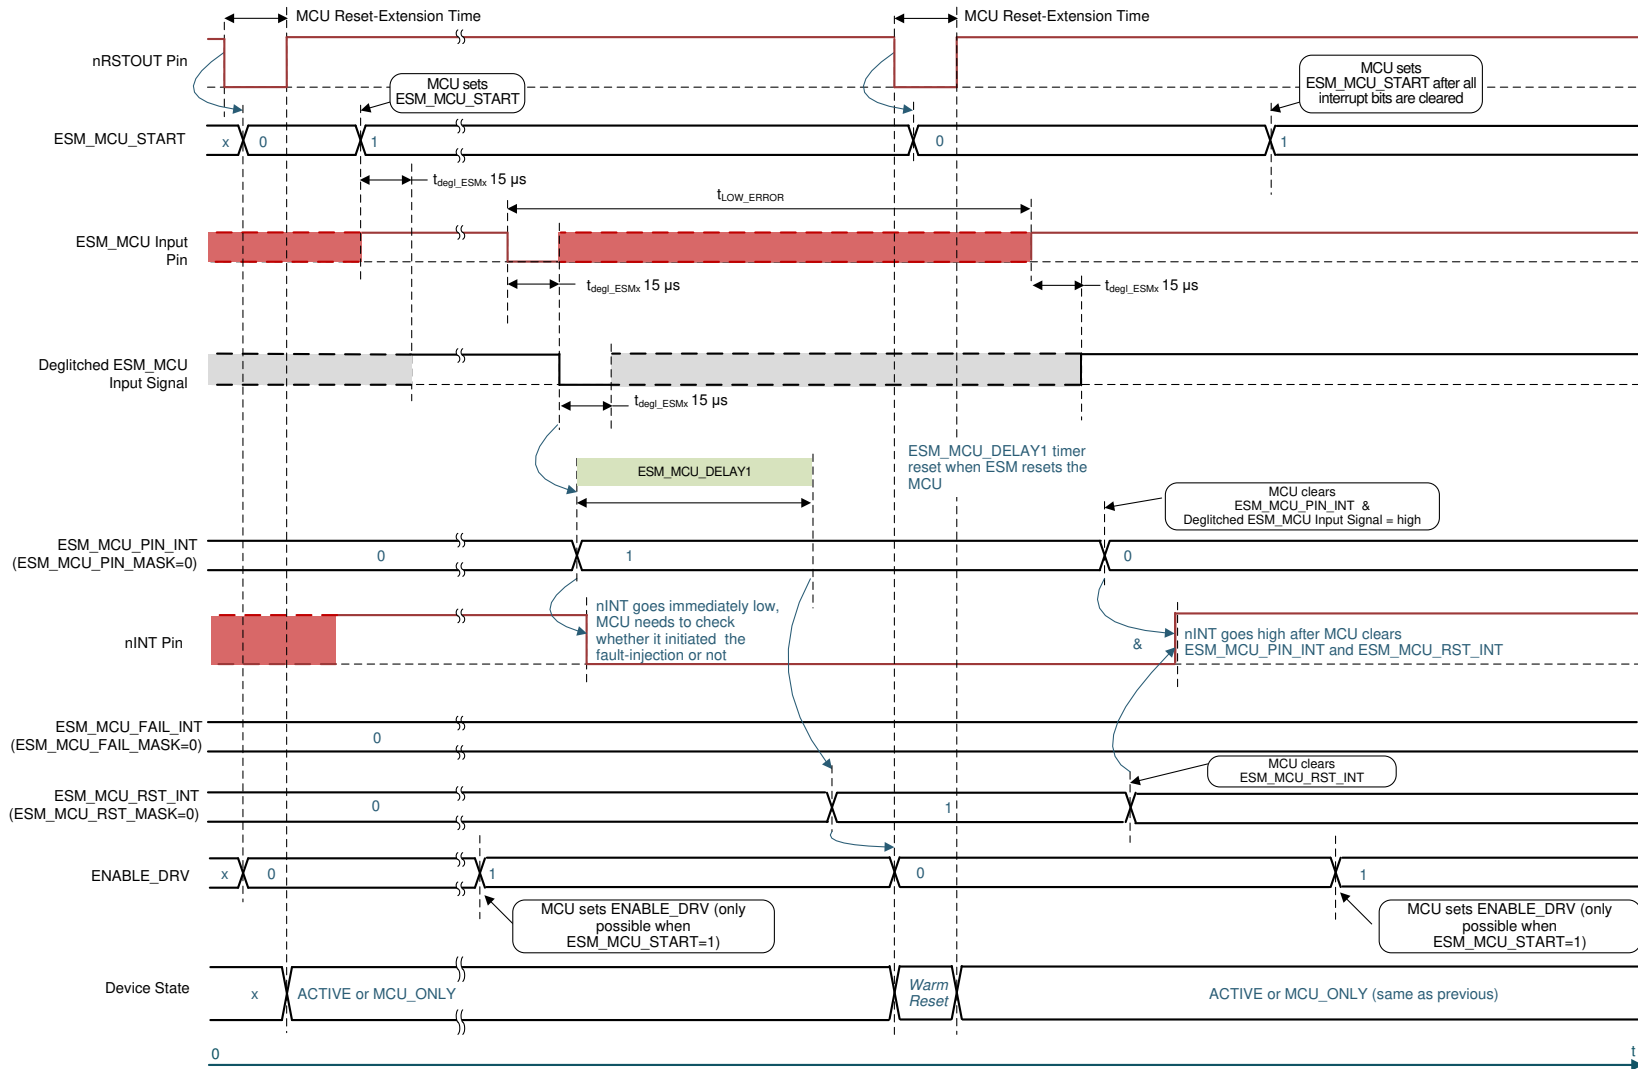 MCU Reset-Extension Time
MCU Reset-Extension Time
nRSTOUT Pin
MCU sets
ESM_MCU_START
MCU sets
ESM_MCU_START after all
interrupt bits are cleared
ESM_MCU_START
x
0
1
0
1
tdegl_ESMx 15 µs
tLOW_ERROR
ESM_MCU Input
Pin
tdegl_ESMx 15 µs
tdegl_ESMx 15 µs
Deglitched ESM_MCU
Input Signal
tdegl_ESMx 15 µs
ESM_MCU_DELAY1
ESM_MCU_DELAY1 timer
reset when ESM resets the
MCU
MCU clears
ESM_MCU_PIN_INT &
Deglitched ESM_MCU Input Signal = high
ESM_MCU_PIN_INT
(ESM_MCU_PIN_MASK=0)
0
1
0
nINT Pin
nINT goes immediately low,
MCU needs to check
whether it initiated the
fault-injection or not
&
nINT goes high after MCU clears
ESM_MCU_PIN_INT and ESM_MCU_RST_INT
ESM_MCU_FAIL_INT
(ESM_MCU_FAIL_MASK=0)
0
MCU clears
ESM_MCU_RST_INT
ESM_MCU_RST_INT
(ESM_MCU_RST_MASK=0)
0
1
ENABLE_DRV
x
0
1
0
1
MCU sets ENABLE_DRV (only
possible when
ESM_MCU_START=1)
MCU sets ENABLE_DRV (only
possible when
ESM_MCU_START=1)
Device State
x
ACTIVE or MCU_ONLY
Warm
Reset
ACTIVE or MCU_ONLY (same as previous)
0
t